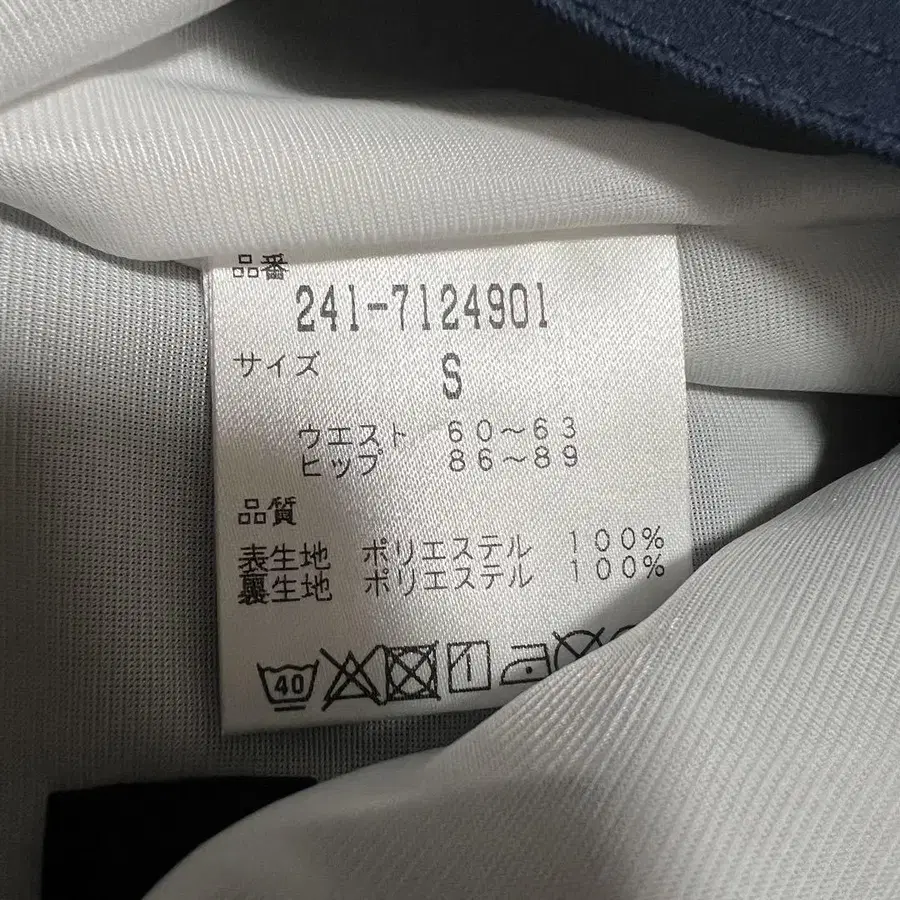 品番
241-7124901
サイズ
S
ウエスト 60～63
ヒップ 86～89
品質
表生地 ポリエステル 100%
裏生地 ポリエステル 100%
40